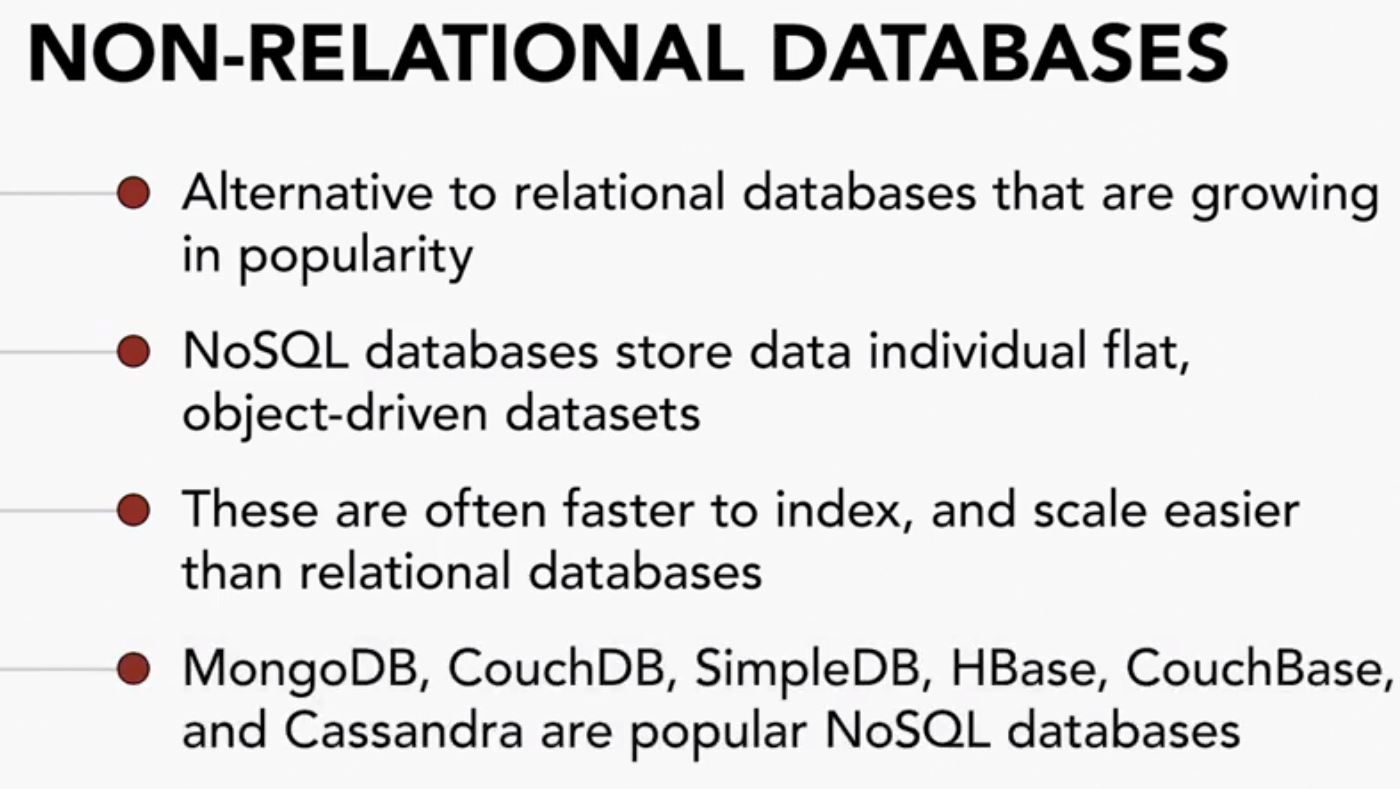 NON-RELATIONAL DATABASES
Alternative to relational databases that are growing
in popularity
NoSQL databases store data individual flat,
object-driven datasets
These are often faster to index, and scale easier
than relational databases
MongoDB, CouchDB, SimpleDB, HBase, CouchBase,
and Cassandra are popular NoSQL databases